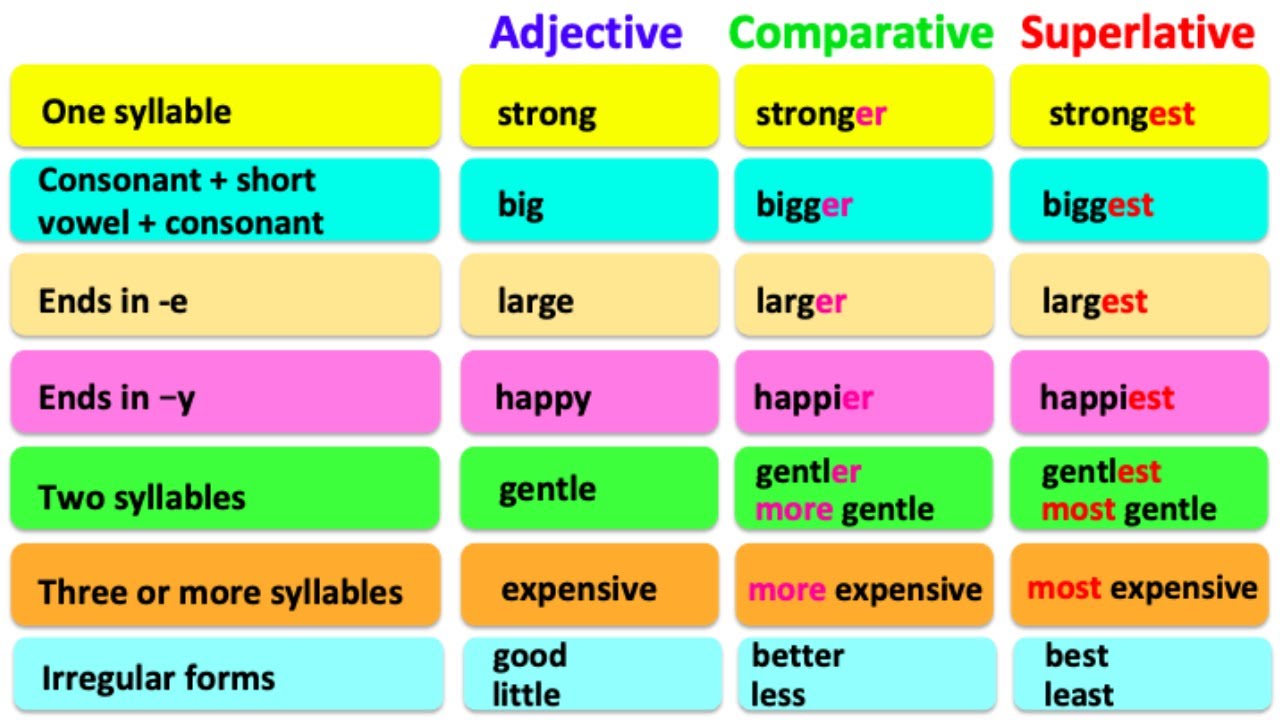 Adjective Comparative Superlative
One syllable strong stronger strongest
Consonant + short
vowel + consonant big bigger biggest
Ends in -e large larger largest
Ends in –y happy happier happiest
Two syllables gentle gentler gentlest
more gentle most gentle
Three or more syllables expensive more expensive most expensive
Irregular forms good better best
little less least